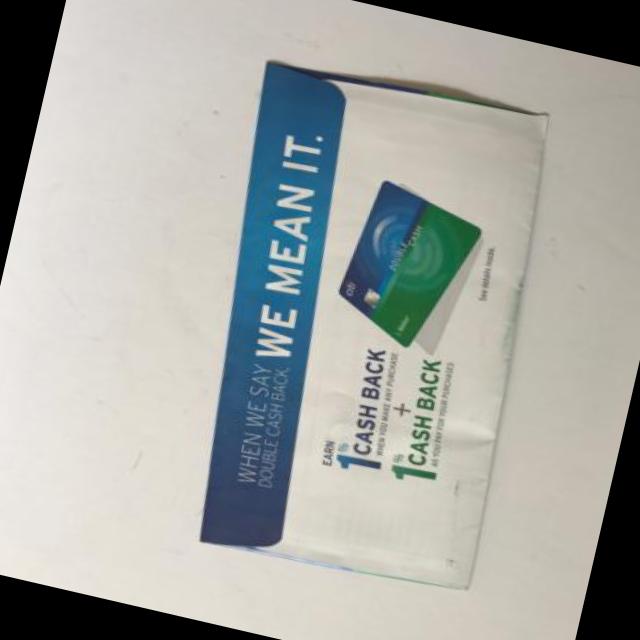 WHEN WE SAY
DOUBLE CASH BACK
WE MEAN IT.
EARN
1% CASH BACK
WHEN YOU MAKE ANY PURCHASE
+
1% CASH BACK
AS YOU PAY FOR YOUR PURCHASES
citi
See details inside.